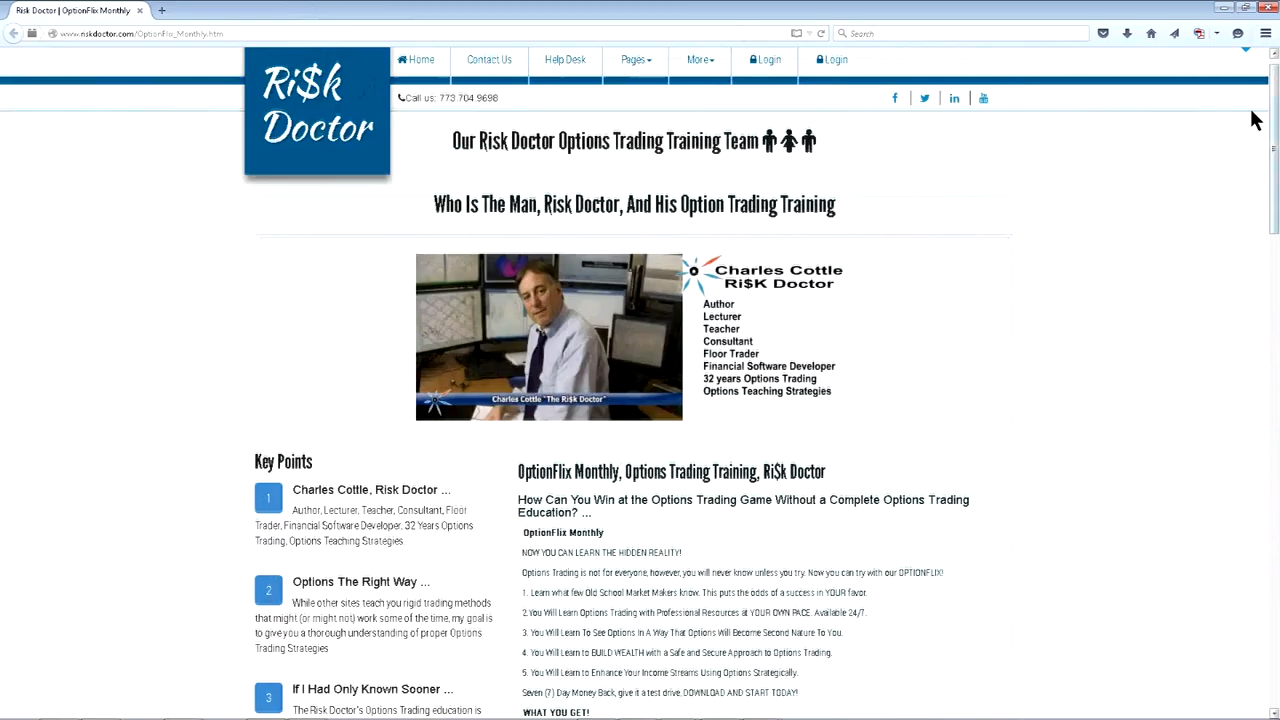 Risk Doctor | OptionFlix Monthly
www.riskdoctor.com/OptionFlix_Monthly.htm
Search
Home
Contact Us
Help Desk
Pages
More
Login
Login
Ri$k
Doctor
Call us: 773.704.9698
Our Risk Doctor Options Trading Training Team
Who Is The Man, Risk Doctor, And His Option Trading Training
Charles Cottle "The Ri$k Doctor"
Charles Cottle
Ri$K Doctor
Author
Lecturer
Teacher
Consultant
Floor Trader
Financial Software Developer
32 years Options Trading
Options Teaching Strategies
Key Points
1
Charles Cottle, Risk Doctor ...
Author, Lecturer, Teacher, Consultant, Floor
Trader, Financial Software Developer, 32 Years Options
Trading, Options Teaching Strategies
2
Options The Right Way ...
While other sites teach you rigid trading methods
that might (or might not) work some of the time, my goal is
to give you a thorough understanding of proper Options
Trading Strategies
3
If I Had Only Known Sooner ...
The Risk Doctor's Options Trading education is
OptionFlix Monthly, Options Trading Training, Ri$k Doctor
How Can You Win at the Options Trading Game Without a Complete Options Trading
Education? ...
OptionFlix Monthly
NOW YOU CAN LEARN THE HIDDEN REALITY!
Options Trading is not for everyone, however, you will never know unless you try. Now you can try with our OPTIONFLIX!
1. Learn what few Old School Market Makers know. This puts the odds of a success in YOUR favor.
2.You Will Learn Options Trading with Professional Resources at YOUR OWN PACE. Available 24/7.
3. You Will Learn To See Options In A Way That Options Will Become Second Nature To You.
4. You Will Learn to BUILD WEALTH with a Safe and Secure Approach to Options Trading.
5. You Will Learn to Enhance Your Income Streams Using Options Strategically.
Seven (7) Day Money Back, give it a test drive, DOWNLOAD AND START TODAY!
WHAT YOU GET!